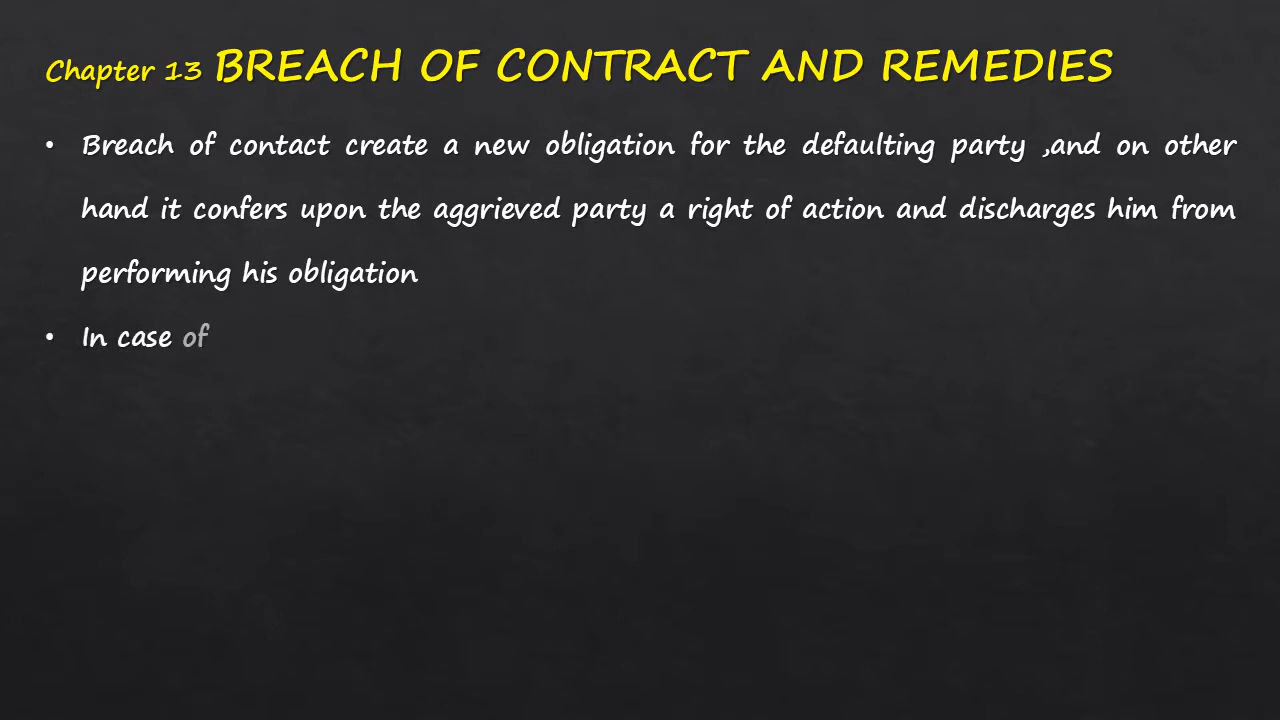 Chapter 13 BREACH OF CONTRACT AND REMEDIES
• Breach of contact create a new obligation for the defaulting party ,and on other
hand it confers upon the aggrieved party a right of action and discharges him from
performing his obligation
• In case of